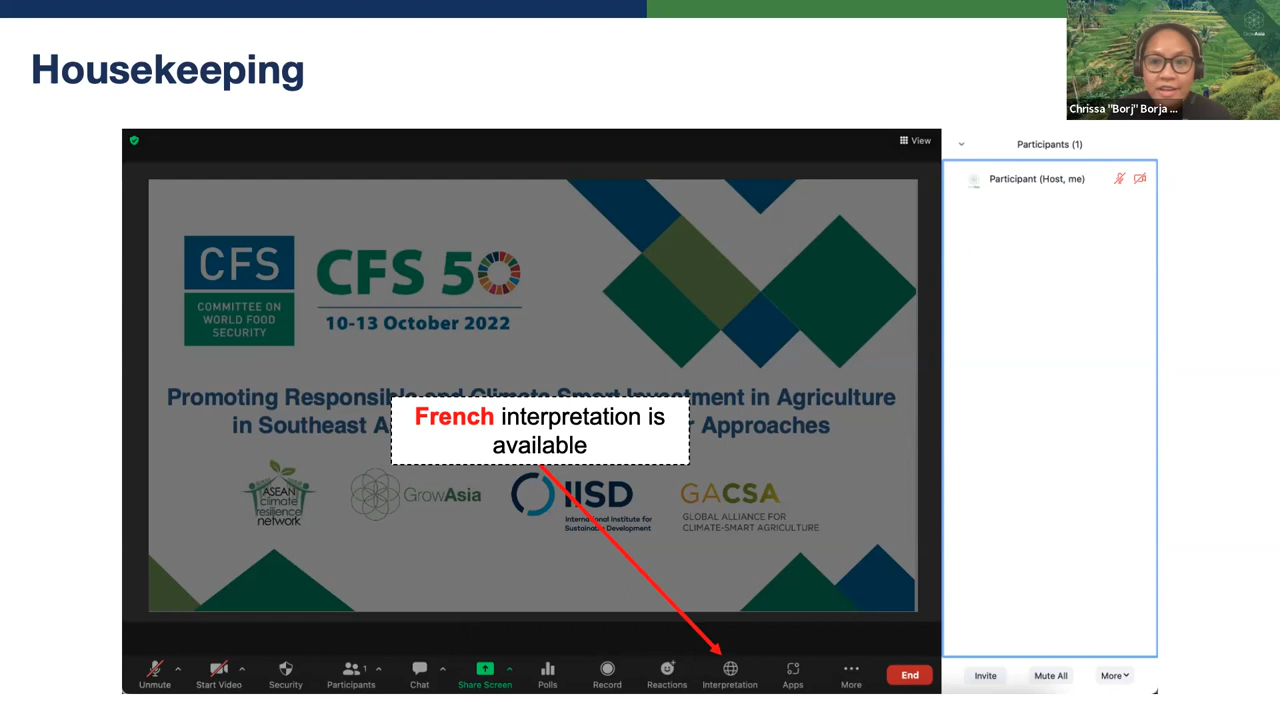 Housekeeping
GrowAsia
Chrissa "Borj" Borja ...
View
Participants (1)
Participant (Host, me)
CFS
COMMITTEE ON
WORLD FOOD
SECURITY
CFS 50
10-13 October 2022
Promoting Responsible and Climate Smart Investment in Agriculture
in Southeast A
r Approaches
French interpretation is
available
ASEAN
climate
resilience
network
GrowAsia
IISD
International Institute for
Sustainable Development
GACSA
GLOBAL ALLIANCE FOR
CLIMATE-SMART AGRICULTURE
1
Unmute
Start Video
Security
Participants
Chat
Share Screen
Polls
Record
Reactions
Interpretation
Apps
More
End
Invite
Mute All
More